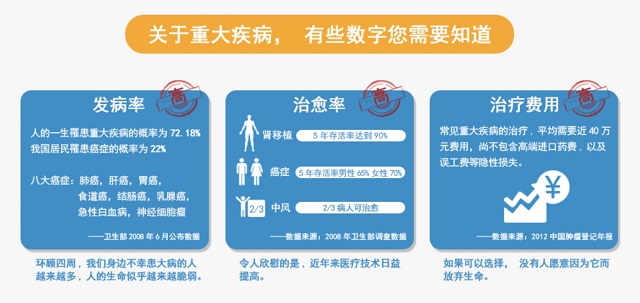 关于重大疾病， 有些数字您需要知道
高
发病率
人的一生罹患重大疾病的概率为 72.18%
我国居民罹患癌症的概率为 22%
八大癌症：肺癌，肝癌，胃癌，
食道癌，结肠癌，乳腺癌，
急性白血病，神经细胞瘤
——卫生部 2008 年 6 月公布数据
环顾四周，我们身边不幸患大病的人
越来越多，人的生命似乎越来越脆弱。
高
治愈率
肾移植
5 年存活率达到 90%
癌症
5 年存活率男性 65% 女性 70%
2/3
中风
2/3 病人可治愈
——数据来源：2008 年卫生部调查数据
令人欣慰的是，近年来医疗技术日益
提高。
高
治疗费用
常见重大疾病的治疗，平均需要近 40 万
元费用，尚不包含高端进口药费，以及
误工费等隐性损失。
¥
——数据来源：2012 中国肿瘤登记年报
如果可以选择， 没有人愿意因为它而
放弃生命。